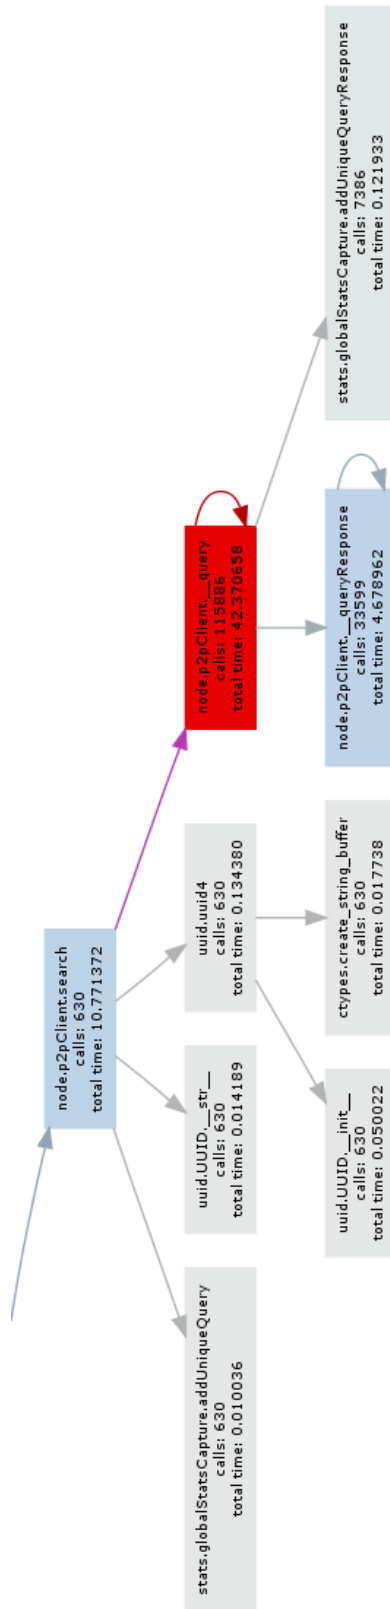 node.p2pClient.search
calls: 630
total time: 10.771372
stats.globalStatsCapture.addUniqueQuery
calls: 630
total time: 0.010036
uuid.UUID.__str__
calls: 630
total time: 0.014189
uuid.uuid4
calls: 630
total time: 0.134380
node.p2pClient.__query
calls: 115886
total time: 42.370658
uuid.UUID.__init__
calls: 630
total time: 0.050022
ctypes.create_string_buffer
calls: 630
total time: 0.017738
node.p2pClient.__queryResponse
calls: 33599
total time: 4.678962
stats.globalStatsCapture.addUniqueQueryResponse
calls: 7386
total time: 0.121933